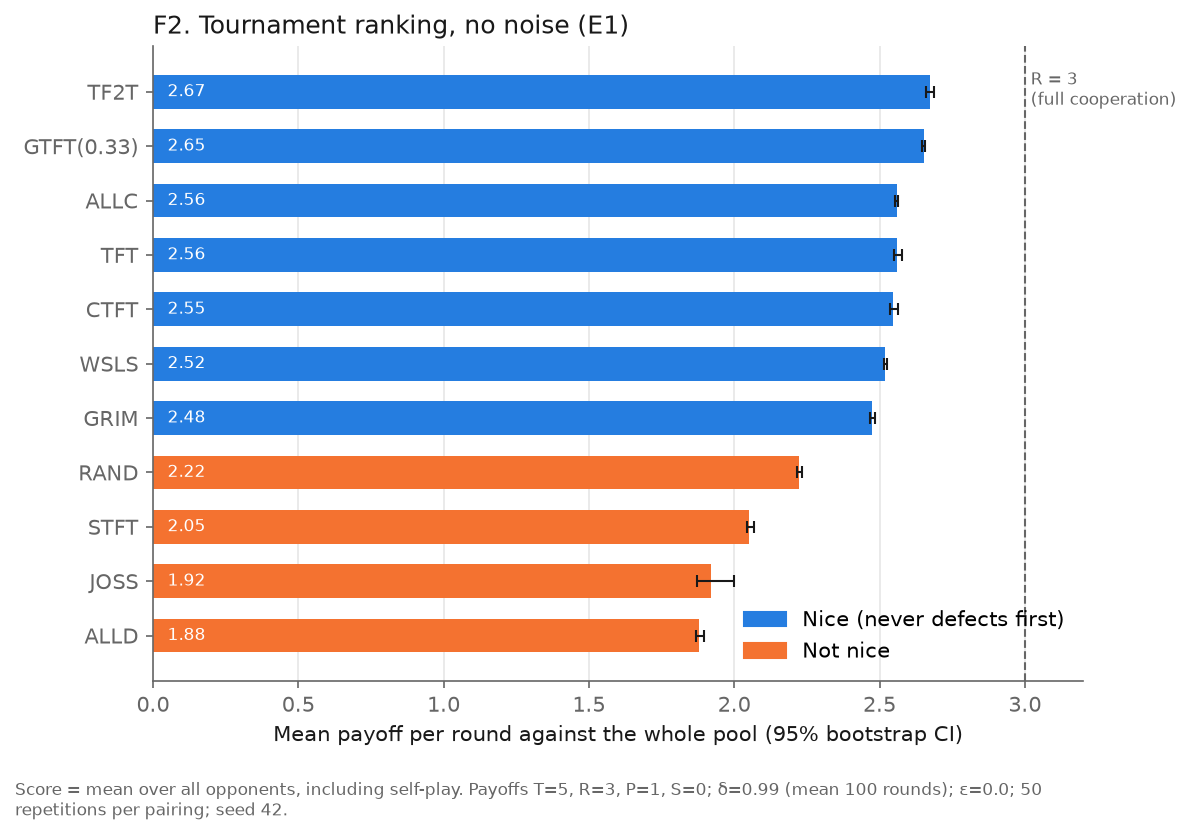 F2. Tournament ranking, no noise (E1)
TF2T
2.67
R = 3
(full cooperation)
GTFT(0.33)
2.65
ALLC
2.56
TFT
2.56
CTFT
2.55
WSLS
2.52
GRIM
2.48
RAND
2.22
STFT
2.05
JOSS
1.92
ALLD
1.88
Nice (never defects first)
Not nice
0.0 0.5 1.0 1.5 2.0 2.5 3.0
Mean payoff per round against the whole pool (95% bootstrap CI)
Score = mean over all opponents, including self-play. Payoffs T=5, R=3, P=1, S=0; δ=0.99 (mean 100 rounds); ε=0.0; 50
repetitions per pairing; seed 42.